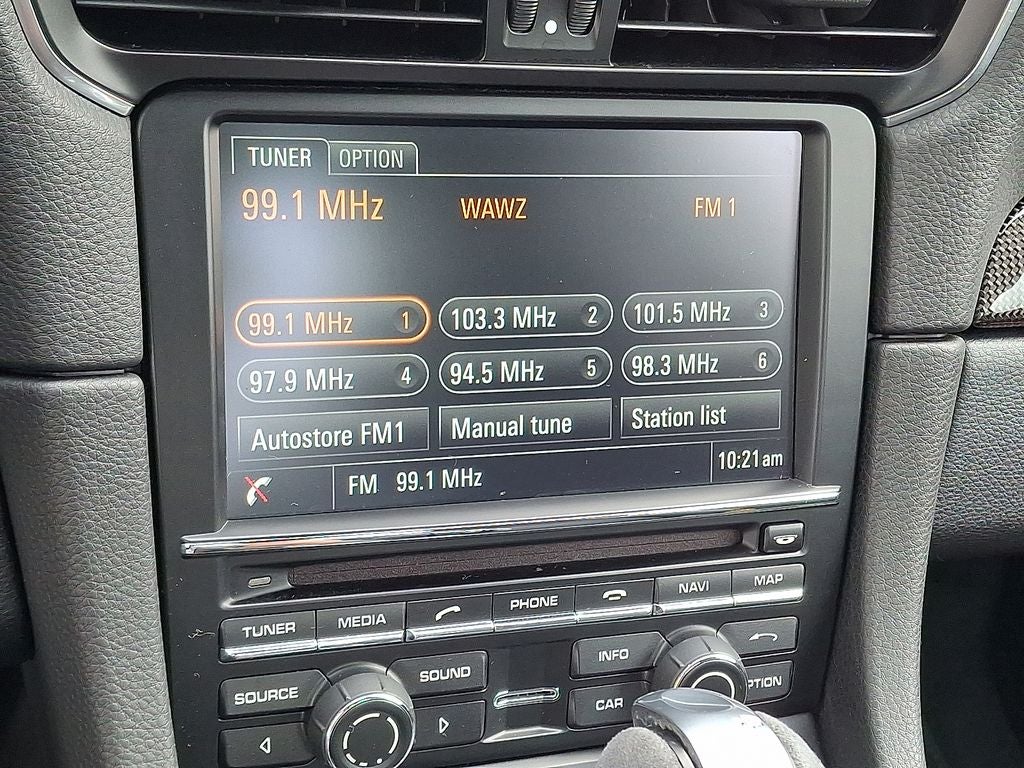 TUNER OPTION
99.1 MHz WAWZ FM 1
99.1 MHz 1 103.3 MHz 2 101.5 MHz 3
97.9 MHz 4 94.5 MHz 5 98.3 MHz 6
Autostore FM1 Manual tune Station list
FM 99.1 MHz 10:21 am
TUNER MEDIA PHONE NAVI MAP
SOURCE SOUND INFO
CAR OPTION